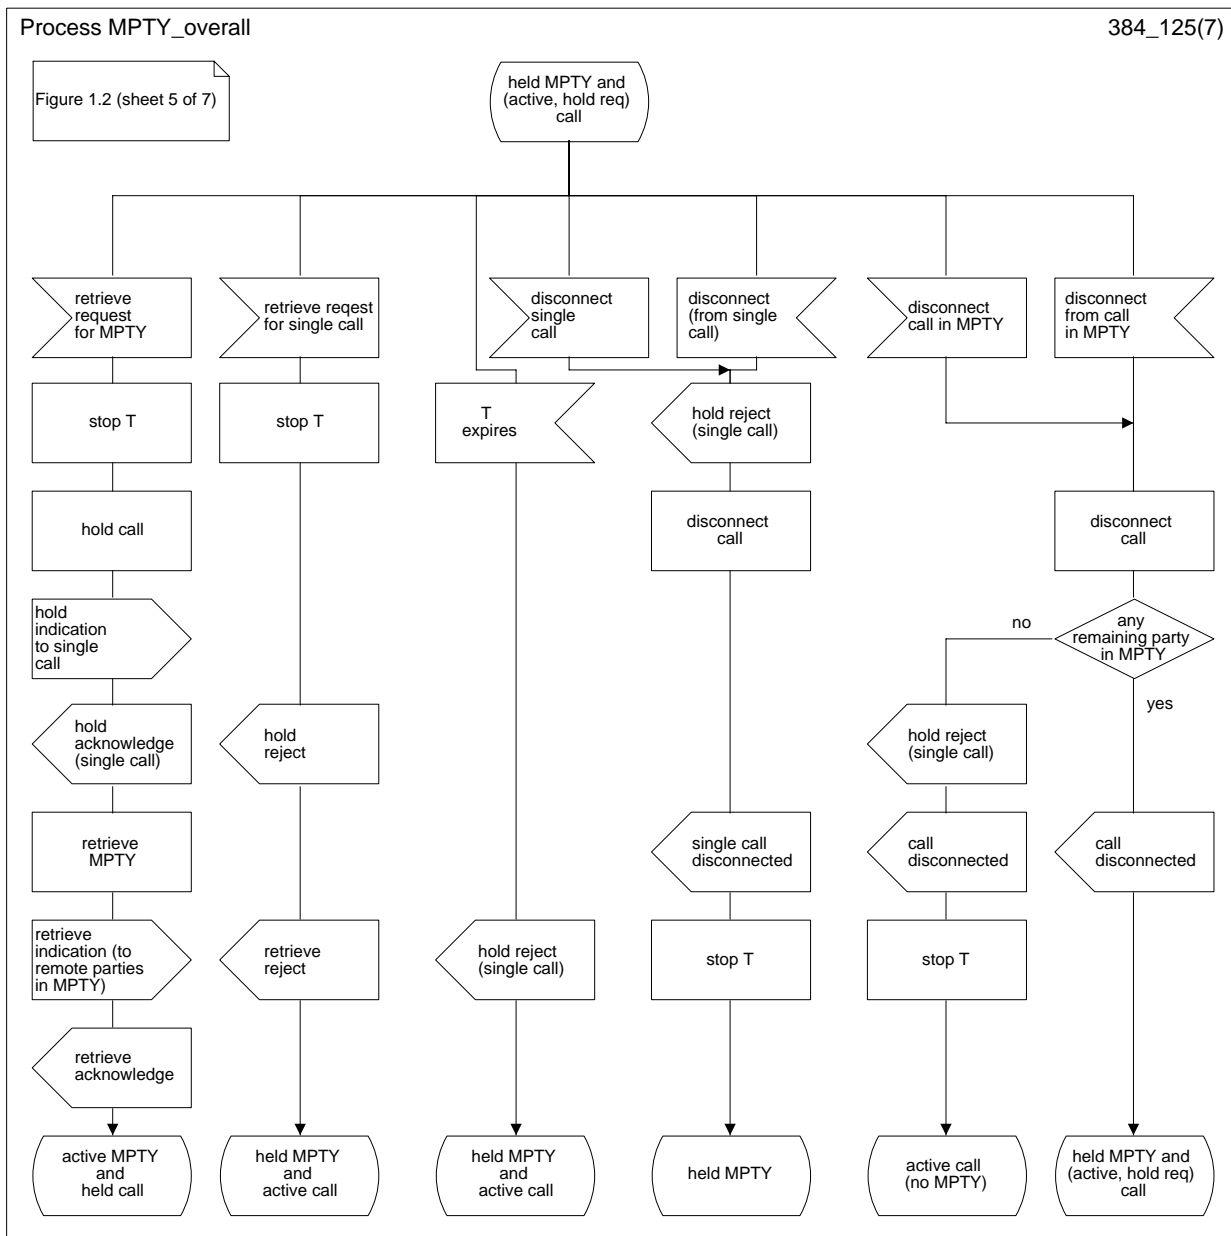 Process MPTY_overall
384_125(7)
Figure 1.2 (sheet 5 of 7)
held MPTY and
(active, hold req)
call
retrieve
request
for MPTY
retrieve reqest
for single call
disconnect
single
call
disconnect
(from single
call)
disconnect
call in MPTY
disconnect
from call
in MPTY
stop T
stop T
T
expires
hold reject
(single call)
hold call
disconnect
call
disconnect
call
hold
indication
to single
call
no
any
remaining party
in MPTY
yes
hold
acknowledge
(single call)
hold
reject
hold reject
(single call)
retrieve
MPTY
single call
disconnected
call
disconnected
call
disconnected
retrieve
indication (to
remote parties
in MPTY)
retrieve
reject
hold reject
(single call)
stop T
stop T
retrieve
acknowledge
active MPTY
and
held call
held MPTY
and
active call
held MPTY
and
active call
held MPTY
active call
(no MPTY)
held MPTY and
(active, hold req)
call